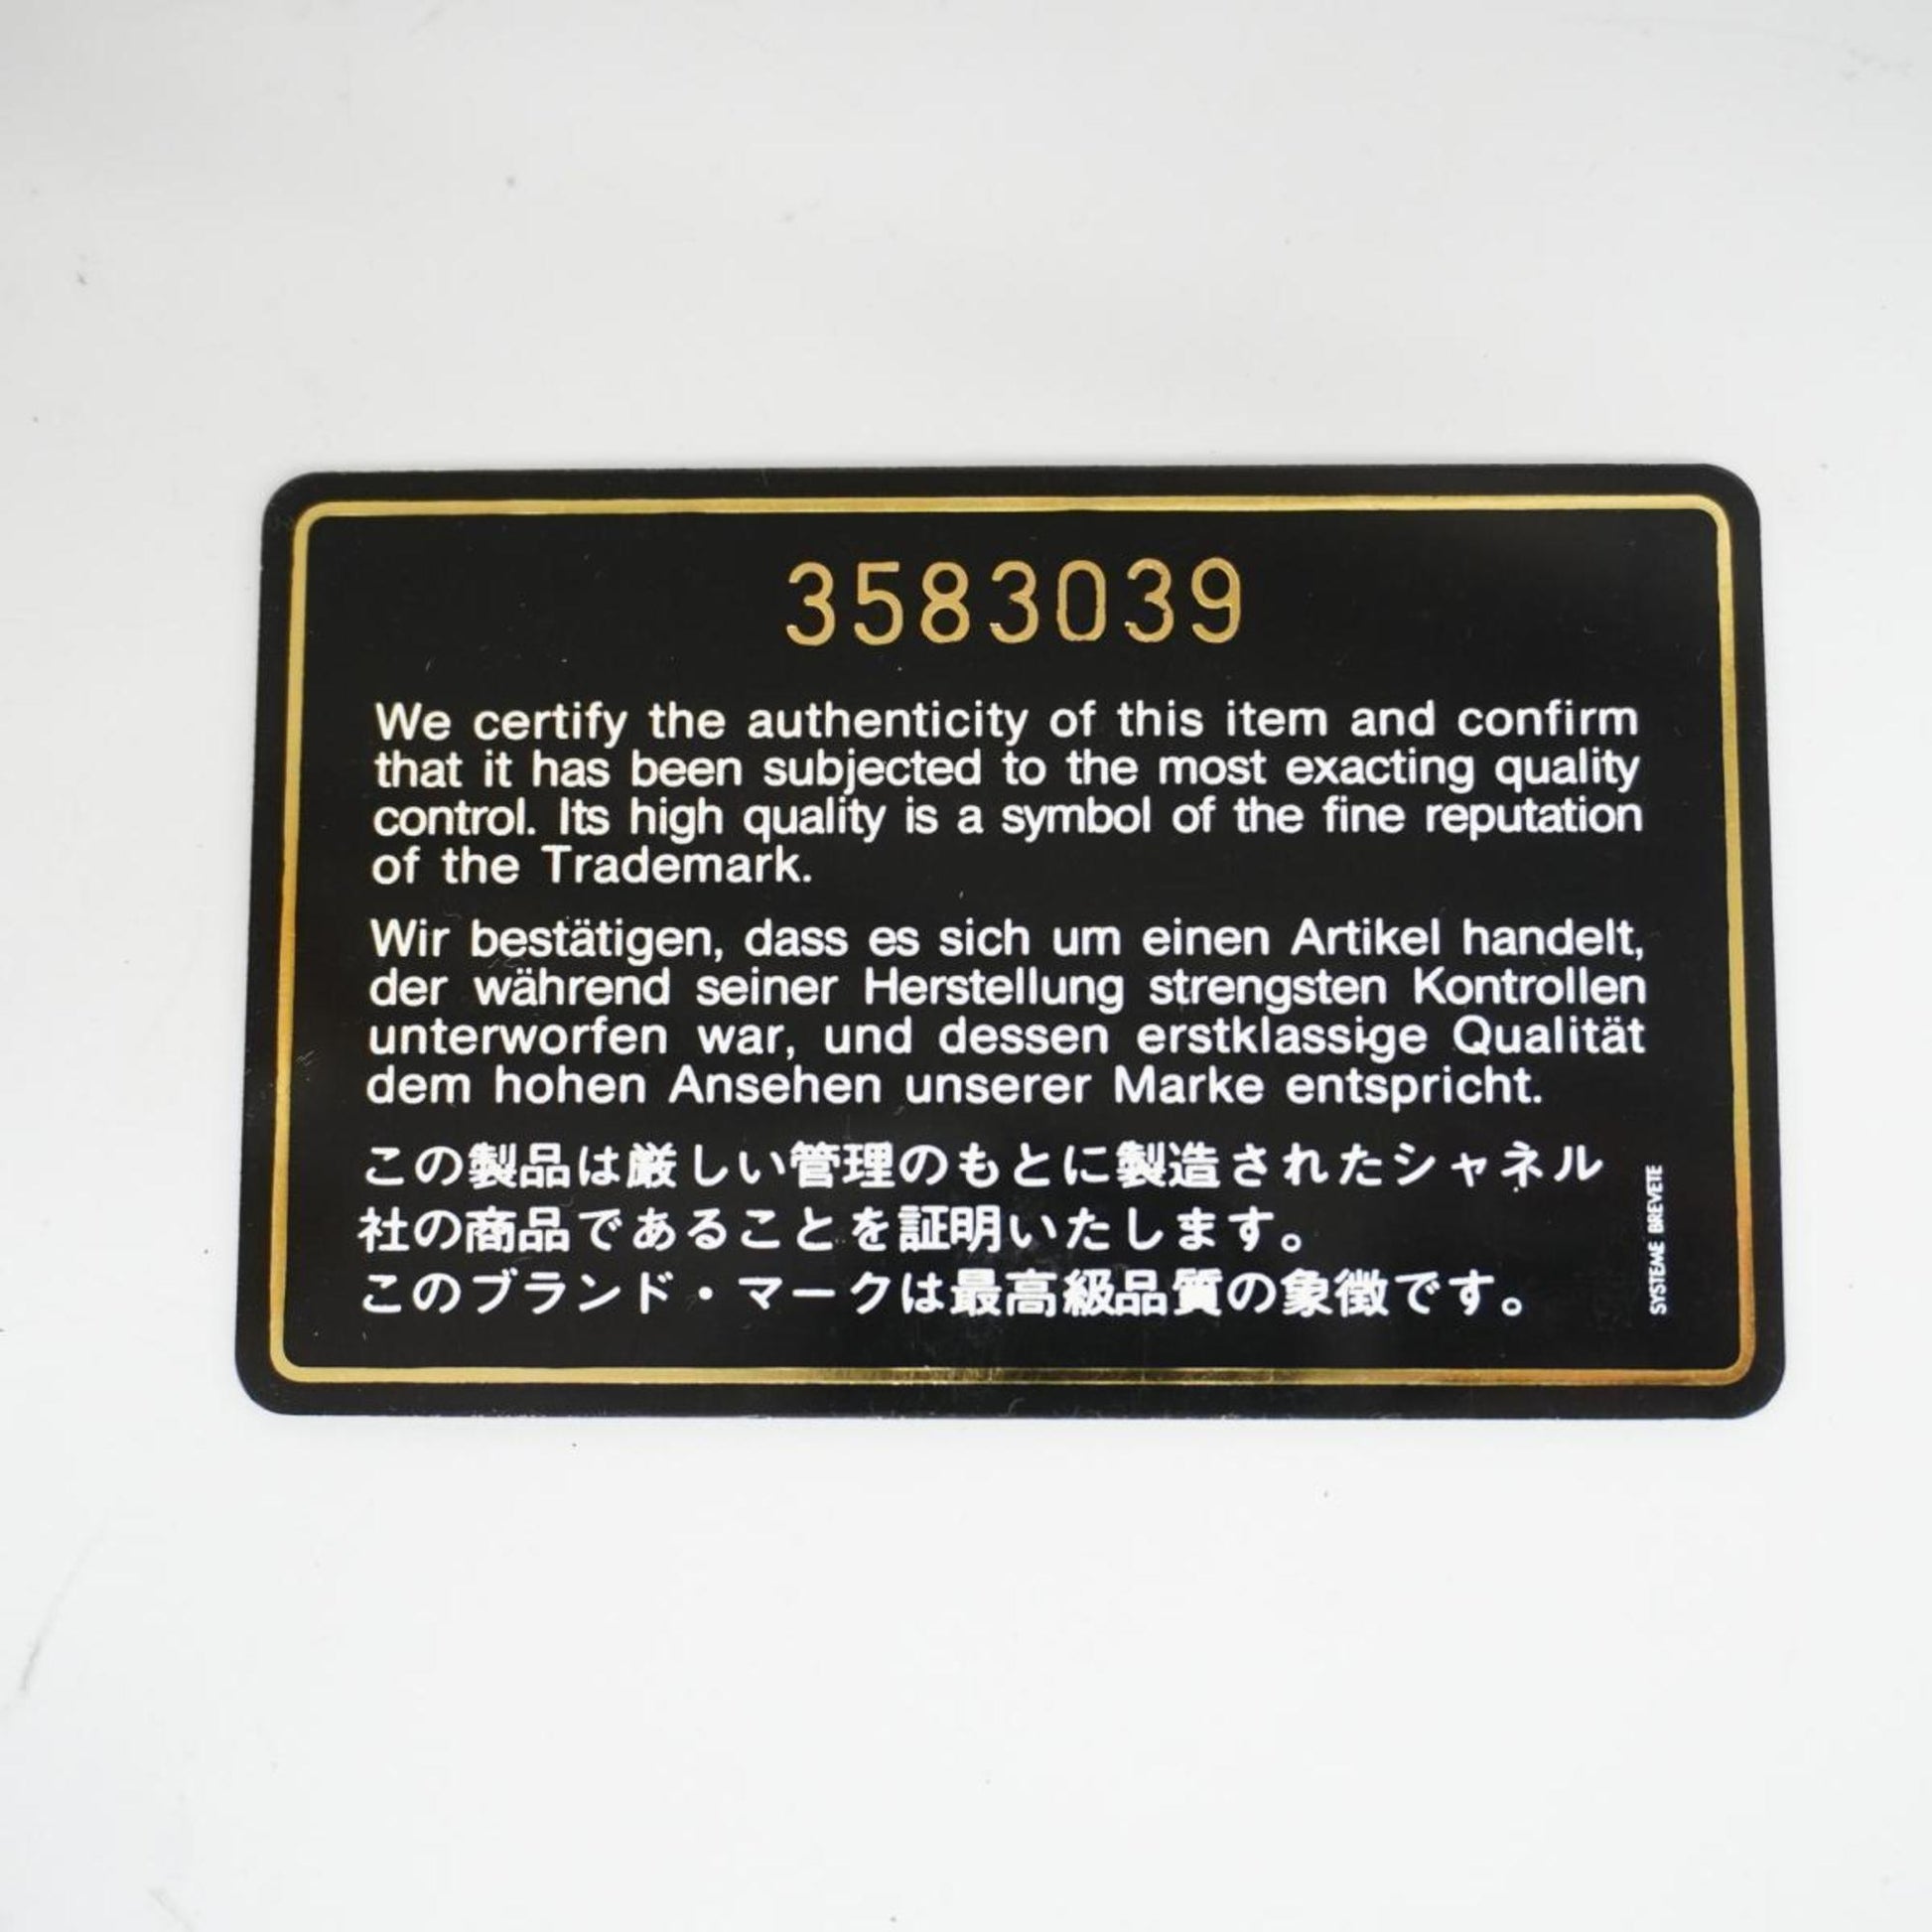 3583039
We certify the authenticity of this item and confirm
that it has been subjected to the most exacting quality
control. Its high quality is a symbol of the fine reputation
of the Trademark.
Wir bestätigen, dass es sich um einen Artikel handelt,
der während seiner Herstellung strengsten Kontrollen
unterworfen war, und dessen erstklassige Qualität
dem hohen Ansehen unserer Marke entspricht.
この製品は厳しい管理のもとに製造されたシャネル
社の商品であることを証明いたします。
このブランド・マークは最高級品質の象徴です。
SYSTEME BREVETE